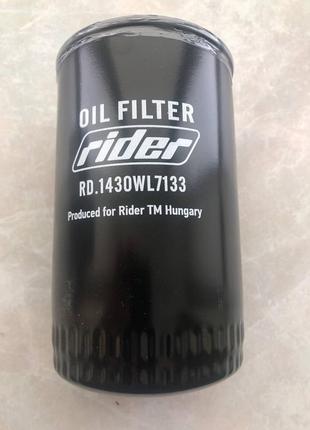 OIL FILTER
rider
RD.1430WL7133
Produced for Rider TM Hungary